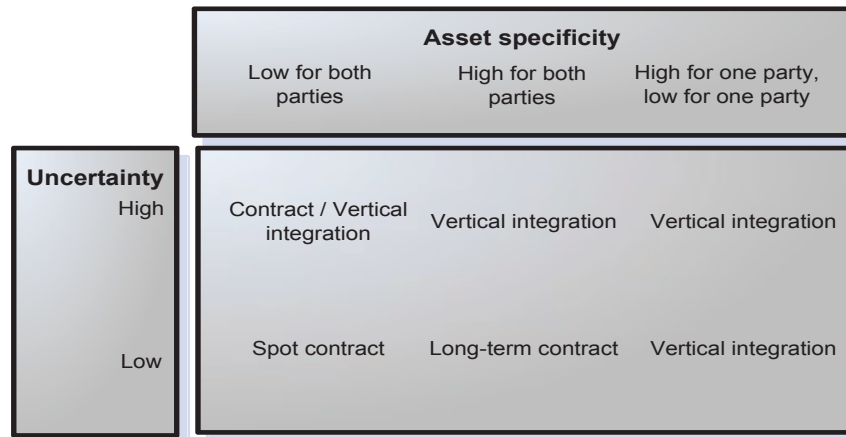 Asset specificity
Low for both
parties
High for both
parties
High for one party,
low for one party
Uncertainty
High
Contract / Vertical
integration
Vertical integration
Vertical integration
Low
Spot contract
Long-term contract
Vertical integration